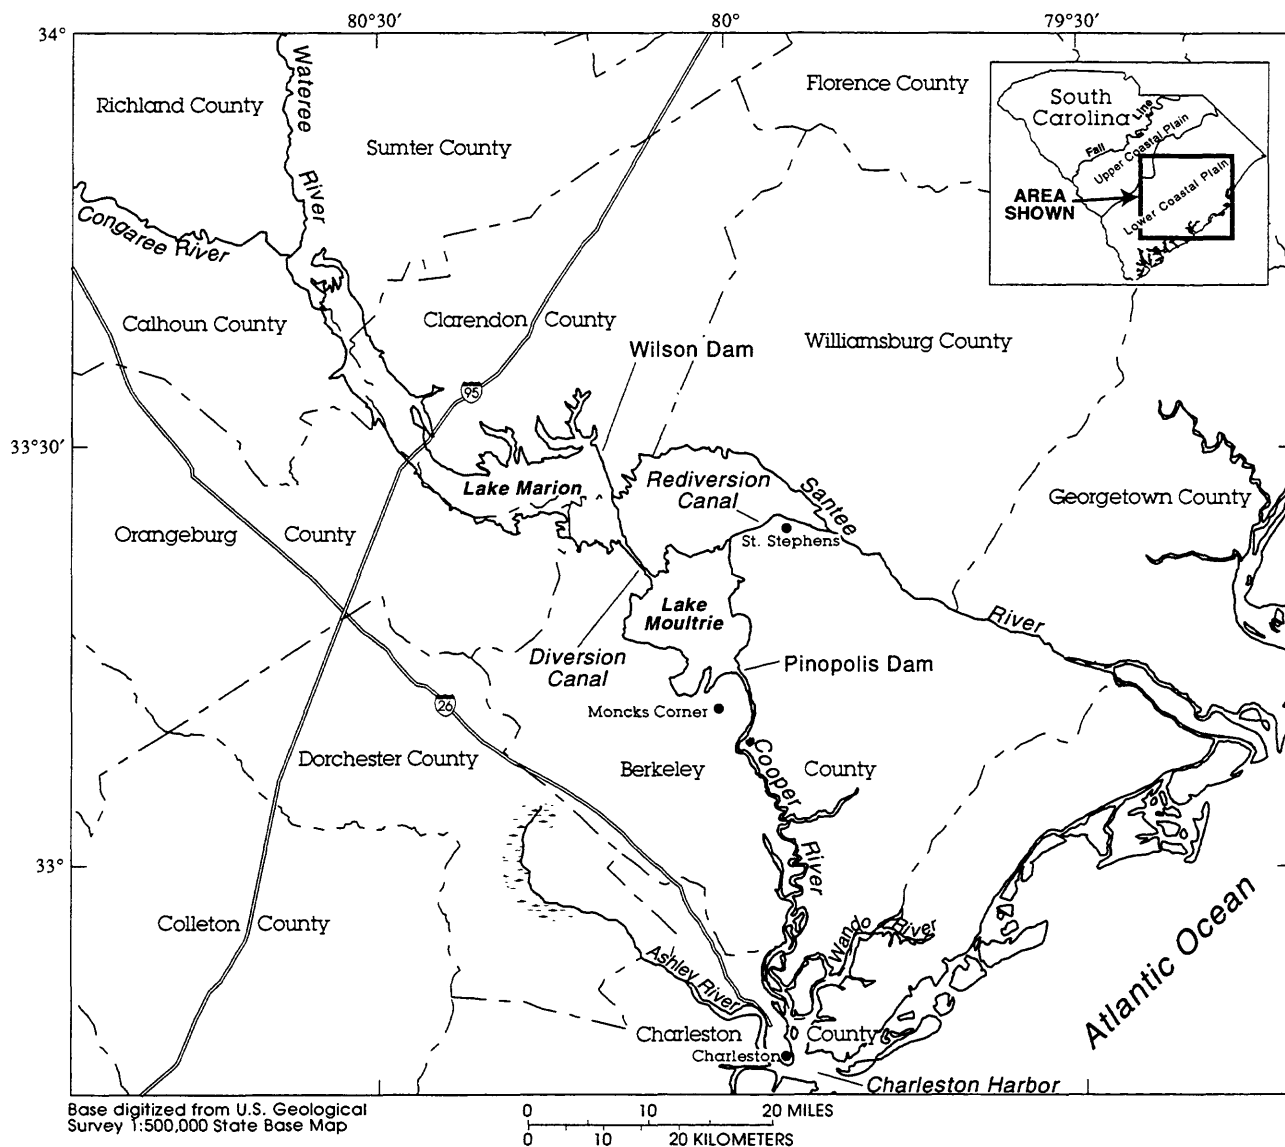 80°30'
80°
79°30'
34°
Wateree
River
Richland County
Florence County
Sumter County
South
Carolina
Fall Line
Upper Coastal Plain
Lower Coastal Plain
AREA
SHOWN
Congaree River
Calhoun County
Clarendon County
Williamsburg County
Wilson Dam
95
33°30'
Lake Marion
Rediversion
Canal
Santee
River
Georgetown County
Orangeburg County
St. Stephens
Lake
Moultrie
Diversion
Canal
Pinopolis Dam
26
Moncks Corner
Dorchester County
Berkeley County
Cooper
River
33°
Colleton County
Wando River
Ashley River
Atlantic Ocean
Charleston County
Charleston
Charleston Harbor
Base digitized from U.S. Geological
Survey 1:500,000 State Base Map
0 10 20 MILES
0 10 20 KILOMETERS